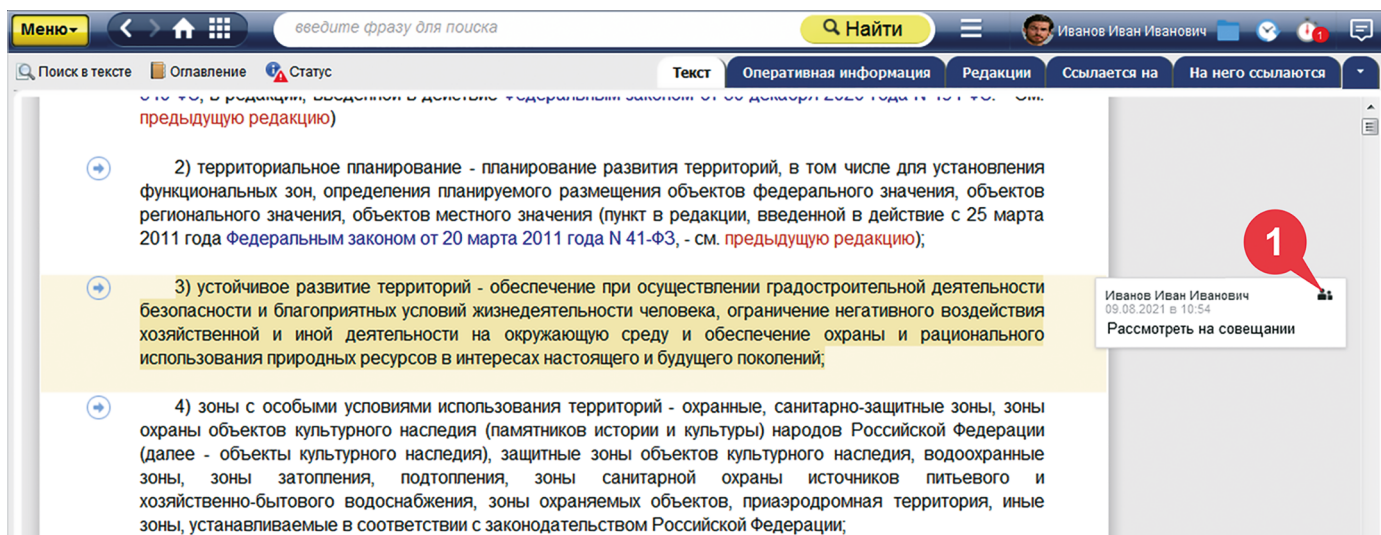 Меню
введите фразу для поиска
Найти
Иванов Иван Иванович
1
Поиск в тексте
Оглавление
Статус
Текст
Оперативная информация
Редакции
Ссылается на
На него ссылаются
предыдущую редакцию)
2) территориальное планирование - планирование развития территорий, в том числе для установления
функциональных зон, определения планируемого размещения объектов федерального значения, объектов
регионального значения, объектов местного значения (пункт в редакции, введенной в действие с 25 марта
2011 года Федеральным законом от 20 марта 2011 года N 41-ФЗ, - см. предыдущую редакцию);
1
3) устойчивое развитие территорий - обеспечение при осуществлении градостроительной деятельности
безопасности и благоприятных условий жизнедеятельности человека, ограничение негативного воздействия
хозяйственной и иной деятельности на окружающую среду и обеспечение охраны и рационального
использования природных ресурсов в интересах настоящего и будущего поколений;
Иванов Иван Иванович
09.08.2021 в 10:54
Рассмотреть на совещании
4) зоны с особыми условиями использования территорий - охранные, санитарно-защитные зоны, зоны
охраны объектов культурного наследия (памятников истории и культуры) народов Российской Федерации
(далее - объекты культурного наследия), защитные зоны объектов культурного наследия, водоохранные
зоны, зоны затопления, подтопления, зоны санитарной охраны источников питьевого и
хозяйственно-бытового водоснабжения, зоны охраняемых объектов, приаэродромная территория, иные
зоны, устанавливаемые в соответствии с законодательством Российской Федерации;